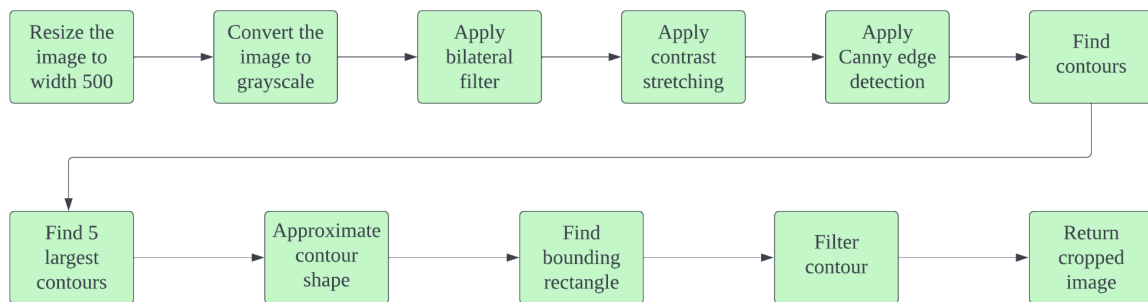 Resize the
image to
width 500
Convert the
image to
grayscale
Apply
bilateral
filter
Apply
contrast
stretching
Apply
Canny edge
detection
Find
contours
Find 5
largest
contours
Approximate
contour
shape
Find
bounding
rectangle
Filter
contour
Return
cropped
image